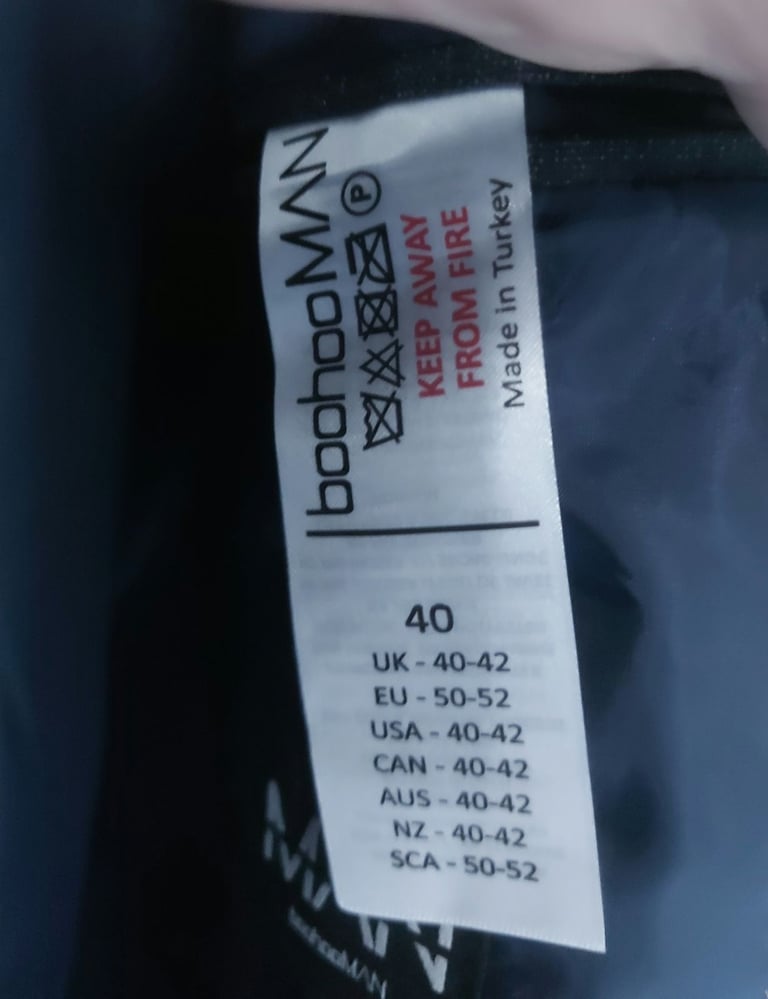 boohooMAN
P
KEEP AWAY
FROM FIRE
Made in Turkey
40
UK - 40-42
EU - 50-52
USA - 40-42
CAN - 40-42
AUS - 40-42
NZ - 40-42
SCA - 50-52
boohooMAN